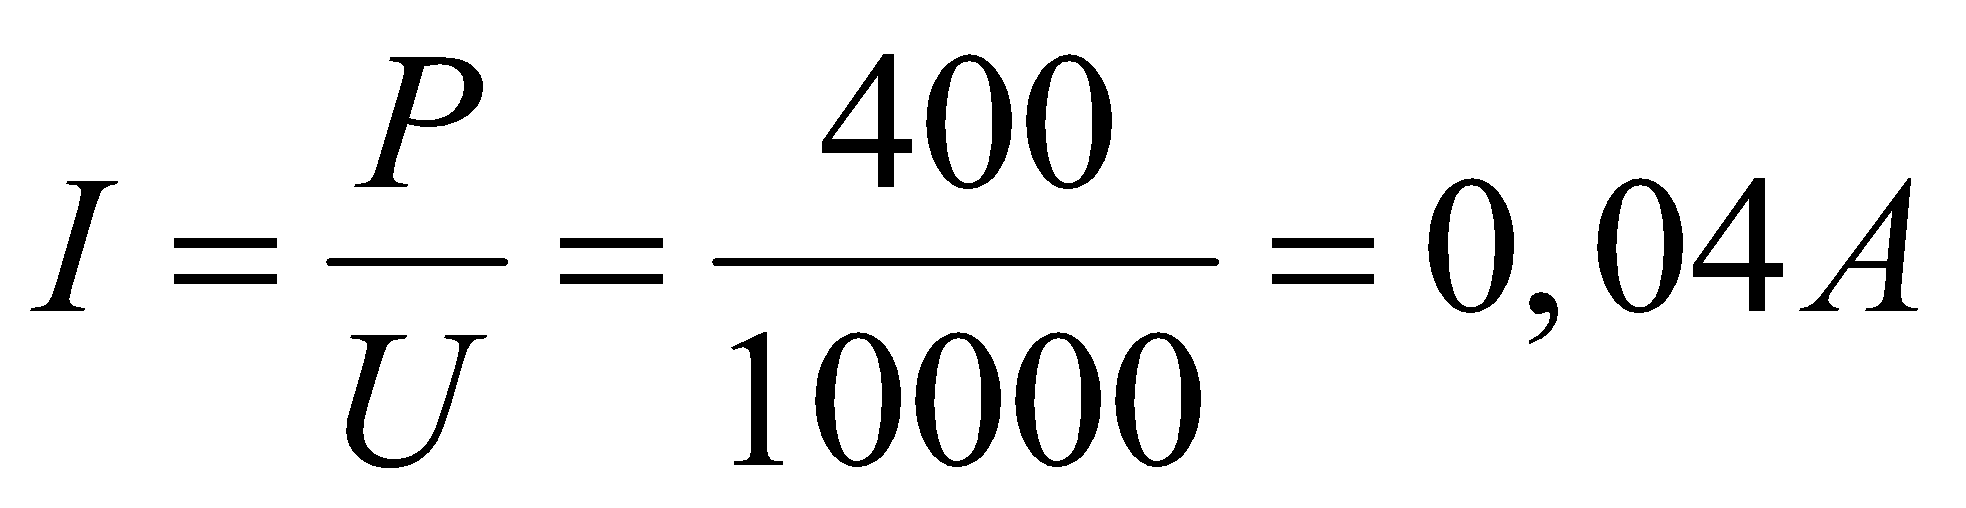 I = P/U = 400/10000 = 0,04 A